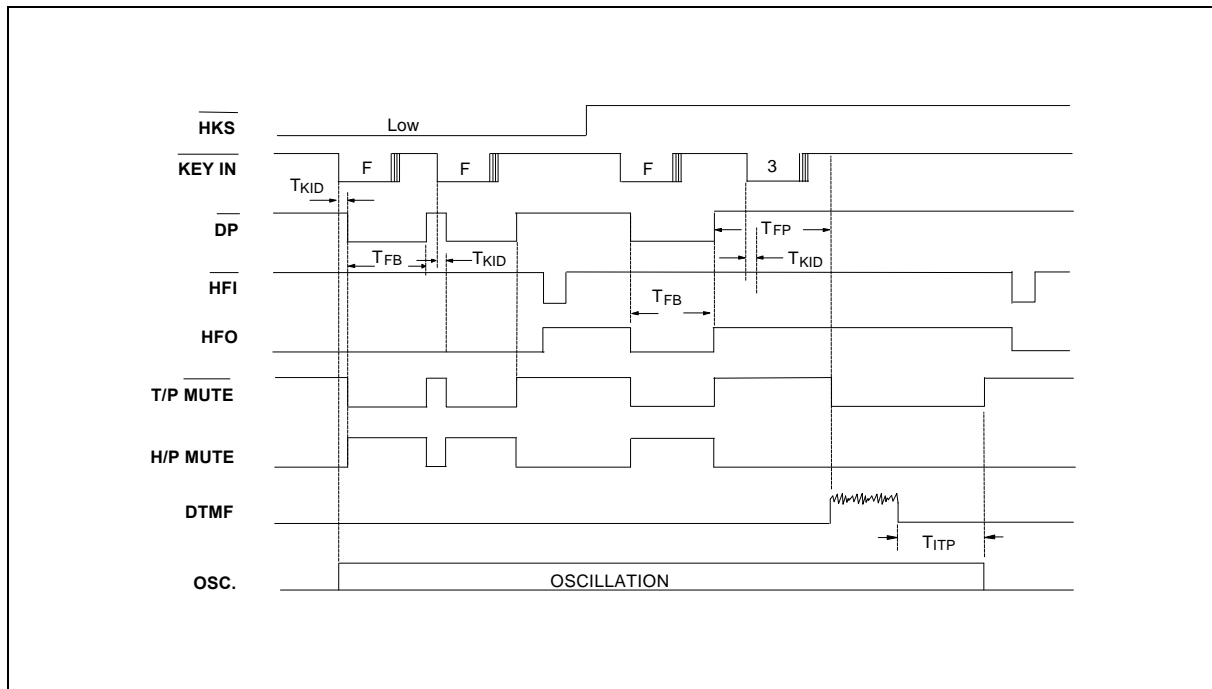 HKS
Low
KEY IN
F
F
F
3
TKID
DP
TFP
TFB
TKID
TKID
HFI
TFB
HFO
T/P MUTE
H/P MUTE
DTMF
TITP
OSC.
OSCILLATION